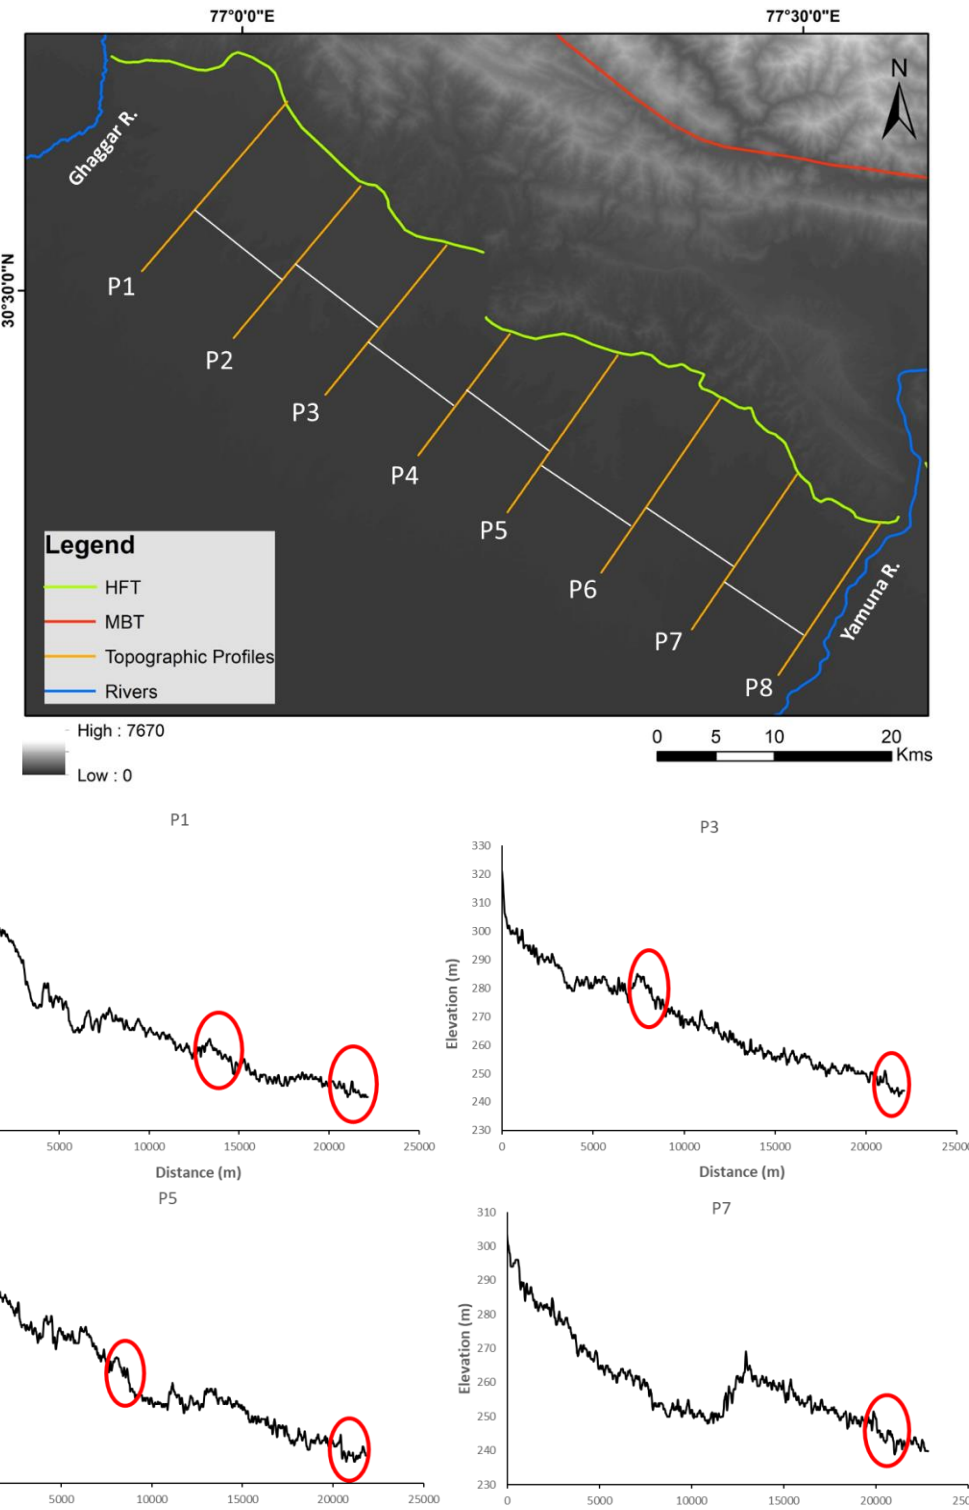 77°0'0"E 77°30'0"E
N
Ghaggar R.
30°30'0"N
P1
P2
P3
P4
P5
P6
P7
P8
Yamuna R.
Legend
HFT
MBT
Topographic Profiles
Rivers
High : 7670
Low : 0
0 5 10 20
Kms
P1
5000 10000 15000 20000 25000
Distance (m)
P3
330
320
310
300
290
280
270
260
250
240
230
Elevation (m)
0 5000 10000 15000 20000
Distance (m)
P5
5000 10000 15000 20000 25000
P7
310
300
290
280
270
260
250
240
230
Elevation (m)
0 5000 10000 15000 20000